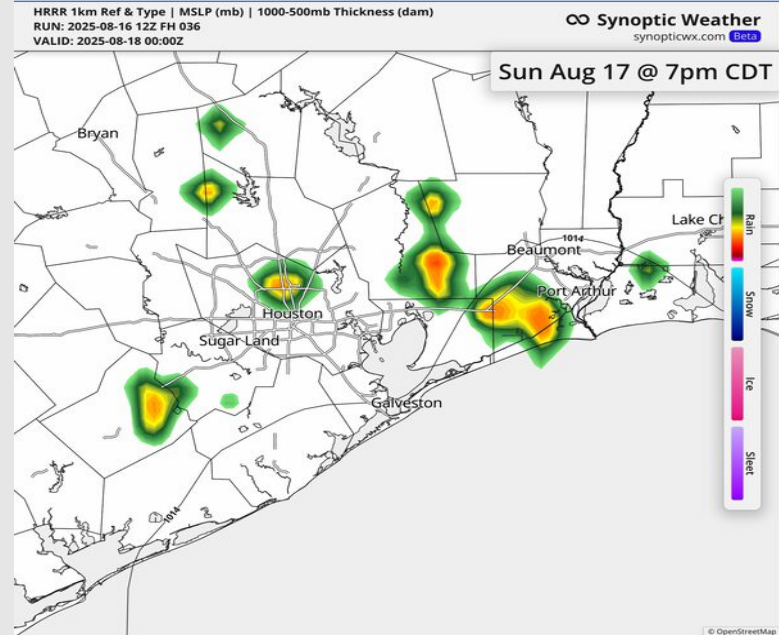 HRRR 1km Ref & Type | MSLP (mb) | 1000-500mb Thickness (dam)
RUN: 2025-08-16 12Z FH 036
VALID: 2025-08-18 00:00Z
Synoptic Weather
synopticwx.com Beta
Sun Aug 17 @ 7pm CDT
Bryan
Lake Ch
1014
Beaumont
Port Arthur
Houston
Sugar Land
Galveston
1014
Rain
Snow
Ice
Sleet
© OpenStreetMap